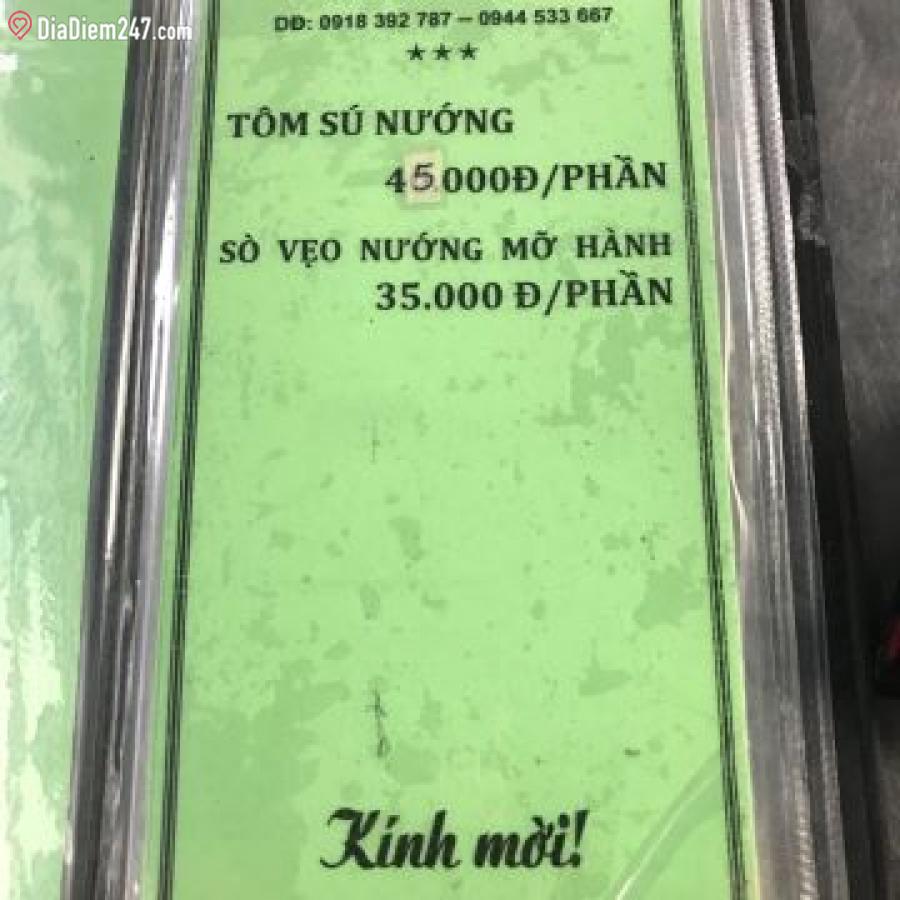 DiaDiem247.com
DĐ: 0918 392 787 – 0944 533 667
★★★
TÔM SÚ NƯỚNG
45.000Đ/PHẦN
SÒ VẸO NƯỚNG MỠ HÀNH
35.000 Đ/PHẦN
Kính mời!